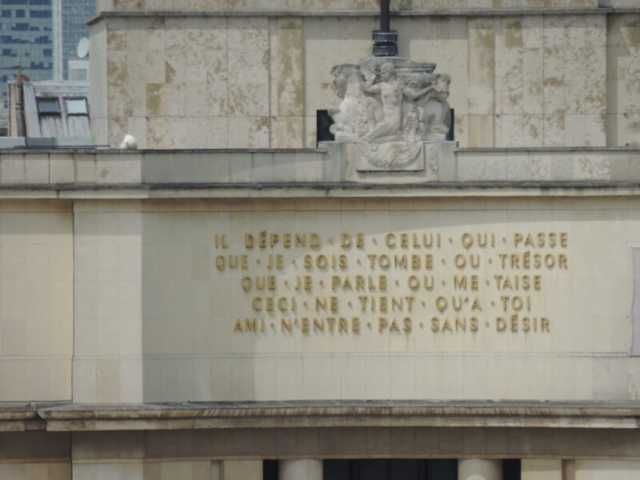 IL DÉPEND · DE · CELUI · QUI · PASSE
QUE · JE · SOIS · TOMBE · OU · TRÉSOR
QUE · JE · PARLE · OU · ME · TAISE
CECI · NE · TIENT · QU'A · TOI
AMI · N'ENTRE · PAS · SANS · DÉSIR